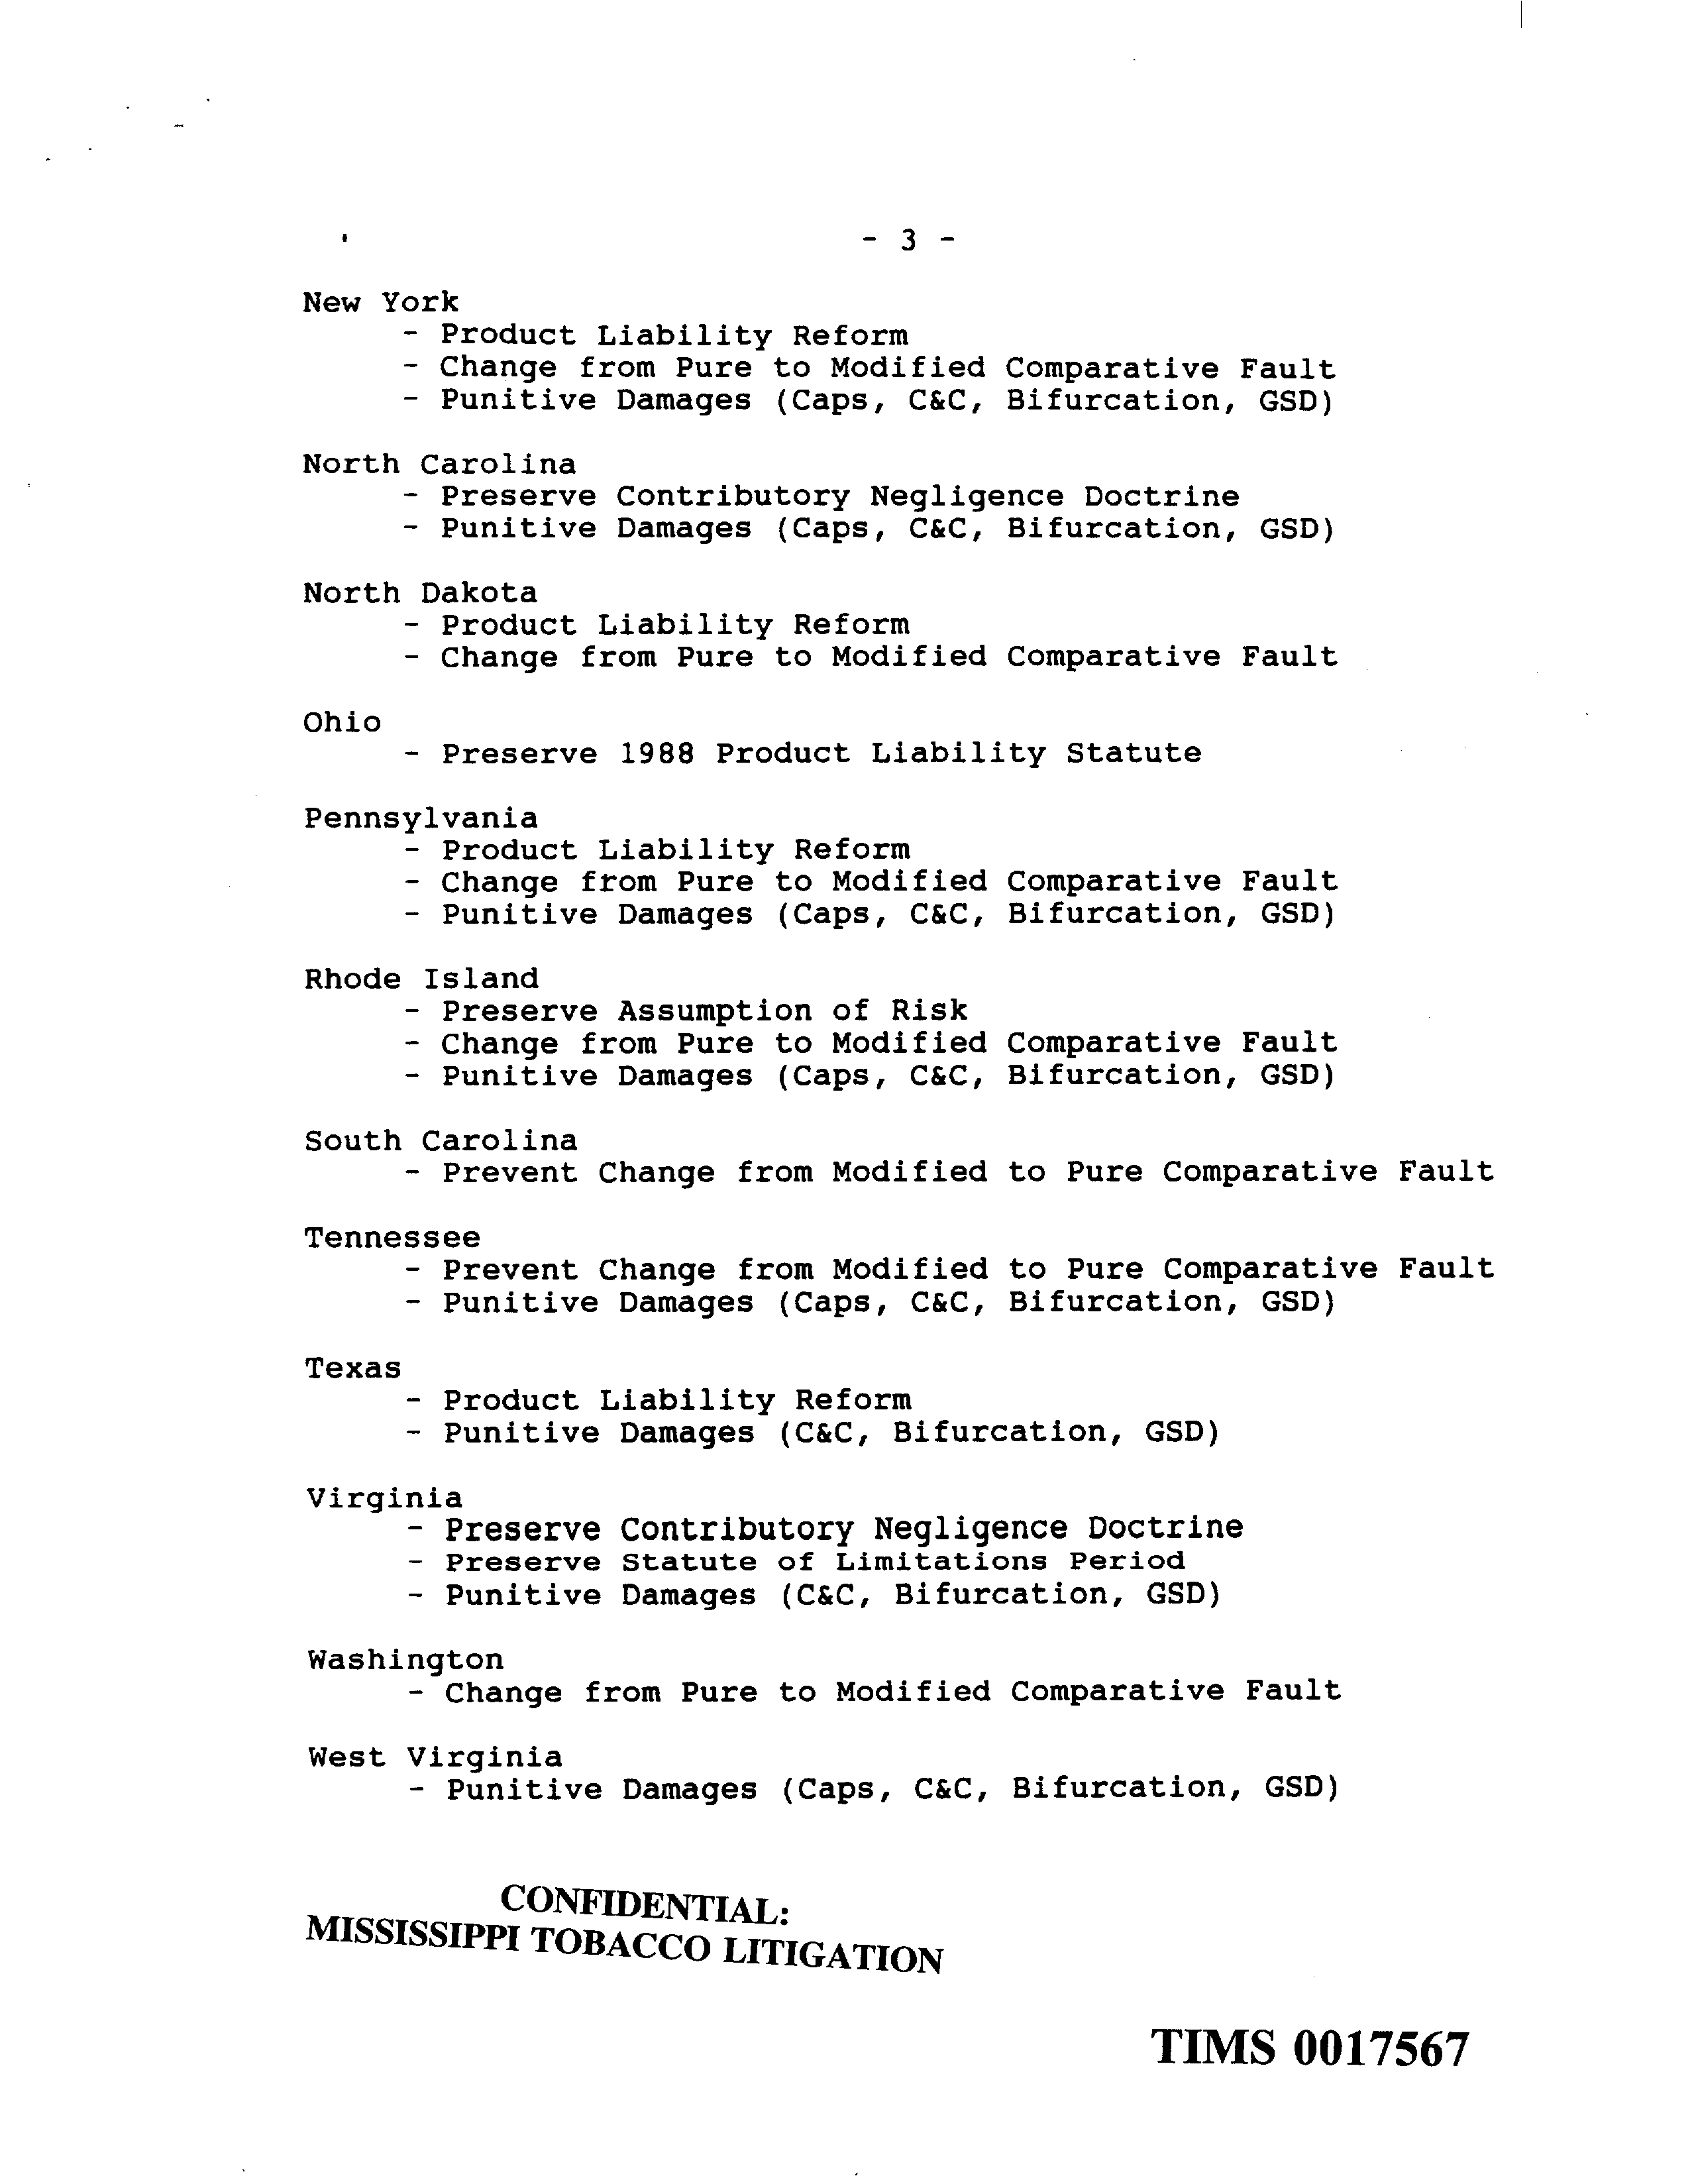 - 3 -
New York
- Product Liability Reform
- Change from Pure to Modified Comparative Fault
- Punitive Damages (Caps, C&C, Bifurcation, GSD)
North Carolina
- Preserve Contributory Negligence Doctrine
- Punitive Damages (Caps, C&C, Bifurcation, GSD)
North Dakota
- Product Liability Reform
- Change from Pure to Modified Comparative Fault
Ohio
- Preserve 1988 Product Liability Statute
Pennsylvania
- Product Liability Reform
- Change from Pure to Modified Comparative Fault
- Punitive Damages (Caps, C&C, Bifurcation, GSD)
Rhode Island
- Preserve Assumption of Risk
- Change from Pure to Modified Comparative Fault
- Punitive Damages (Caps, C&C, Bifurcation, GSD)
South Carolina
- Prevent Change from Modified to Pure Comparative Fault
Tennessee
- Prevent Change from Modified to Pure Comparative Fault
- Punitive Damages (Caps, C&C, Bifurcation, GSD)
Texas
- Product Liability Reform
- Punitive Damages (C&C, Bifurcation, GSD)
Virginia
- Preserve Contributory Negligence Doctrine
- Preserve Statute of Limitations Period
- Punitive Damages (C&C, Bifurcation, GSD)
Washington
- Change from Pure to Modified Comparative Fault
West Virginia
- Punitive Damages (Caps, C&C, Bifurcation, GSD)
CONFIDENTIAL:
MISSISSIPPI TOBACCO LITIGATION
TIMS 0017567